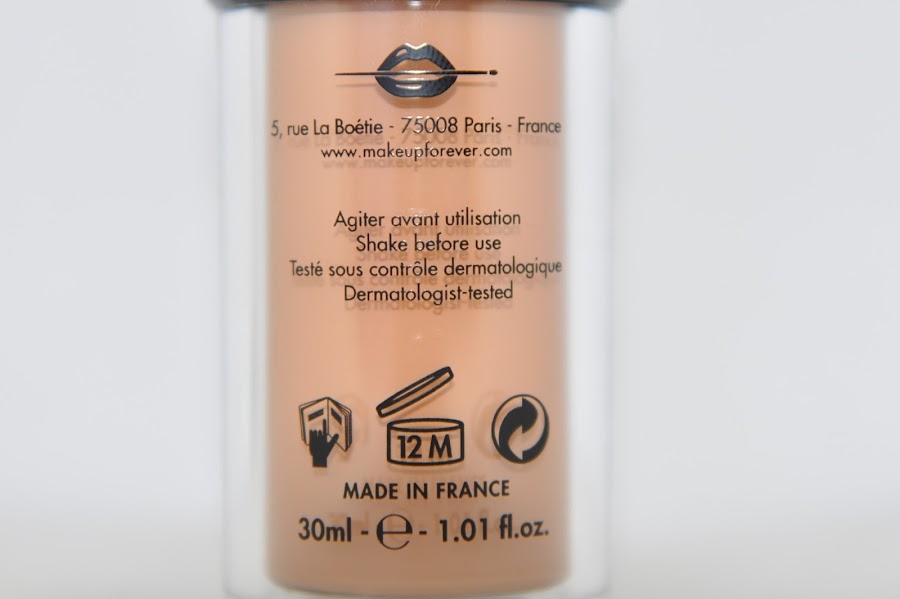 5, rue La Boétie - 75008 Paris - France
www.makeupforever.com
Agiter avant utilisation
Shake before use
Testé sous contrôle dermatologique
Dermatologist-tested
12 M
MADE IN FRANCE
30ml - e - 1.01 fl.oz.